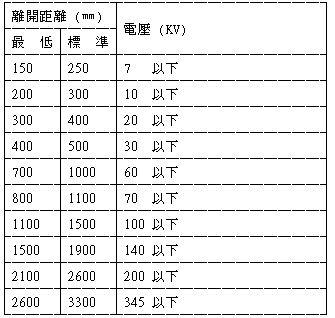 離開距離 (mm) 電壓 (KV)
最 低 標 準
150 250 7 以下
200 300 10 以下
300 400 20 以下
400 500 30 以下
700 1000 60 以下
800 1100 70 以下
1100 1500 100 以下
1500 1900 140 以下
2100 2600 200 以下
2600 3300 345 以下